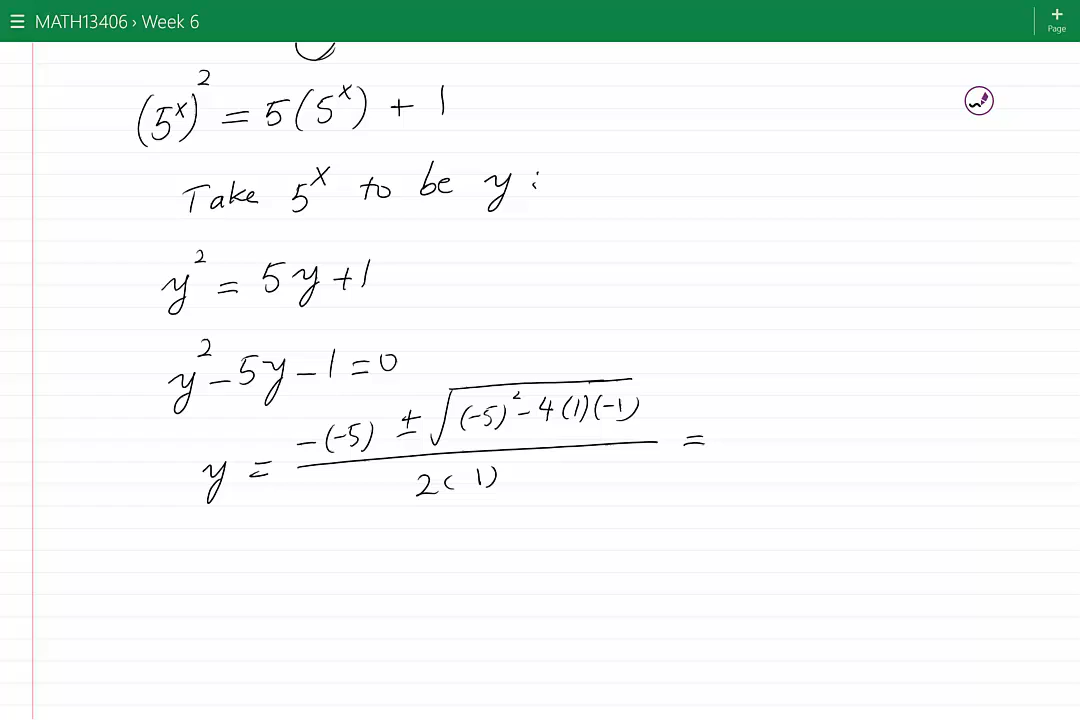 MATH13406 › Week 6
Page
(5^x)^2 = 5(5^x) + 1
Take 5^x to be y :
y^2 = 5y+1
y^2 - 5y - 1 = 0
y = (-(-5) ± √((-5)^2 - 4(1)(-1))) / 2(1) =